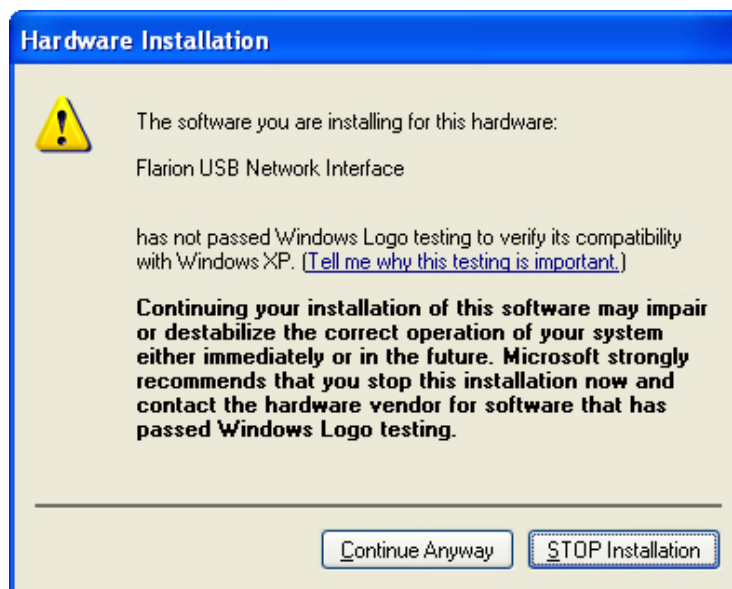 Hardware Installation
The software you are installing for this hardware:
Flarion USB Network Interface
has not passed Windows Logo testing to verify its compatibility
with Windows XP. (Tell me why this testing is important.)
Continuing your installation of this software may impair
or destabilize the correct operation of your system
either immediately or in the future. Microsoft strongly
recommends that you stop this installation now and
contact the hardware vendor for software that has
passed Windows Logo testing.
Continue Anyway
STOP Installation